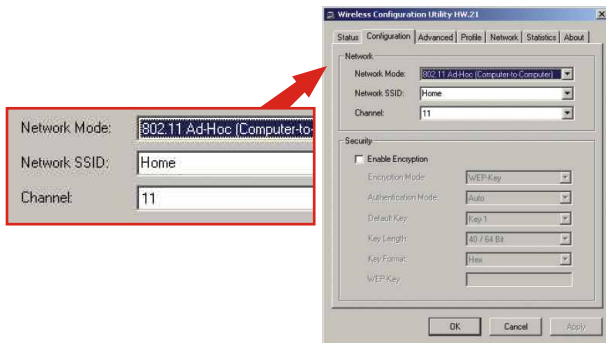 Wireless Configuration Utility HW.21
Status Configuration Advanced Profile Network Statistics About
Network
Network Mode: 802.11 Ad-Hoc (Computer-to-Computer)
Network SSID: Home
Channel: 11
Security
Enable Encryption
Encryption Mode: WEP-Key
Authentication Mode: Auto
Default Key: Key 1
Key Length: 40 / 64 Bit
Key Format: Hex
WEP-Key:
OK Cancel Apply
Network Mode: 802.11 Ad-Hoc (Computer-to-
Network SSID: Home
Channel: 11